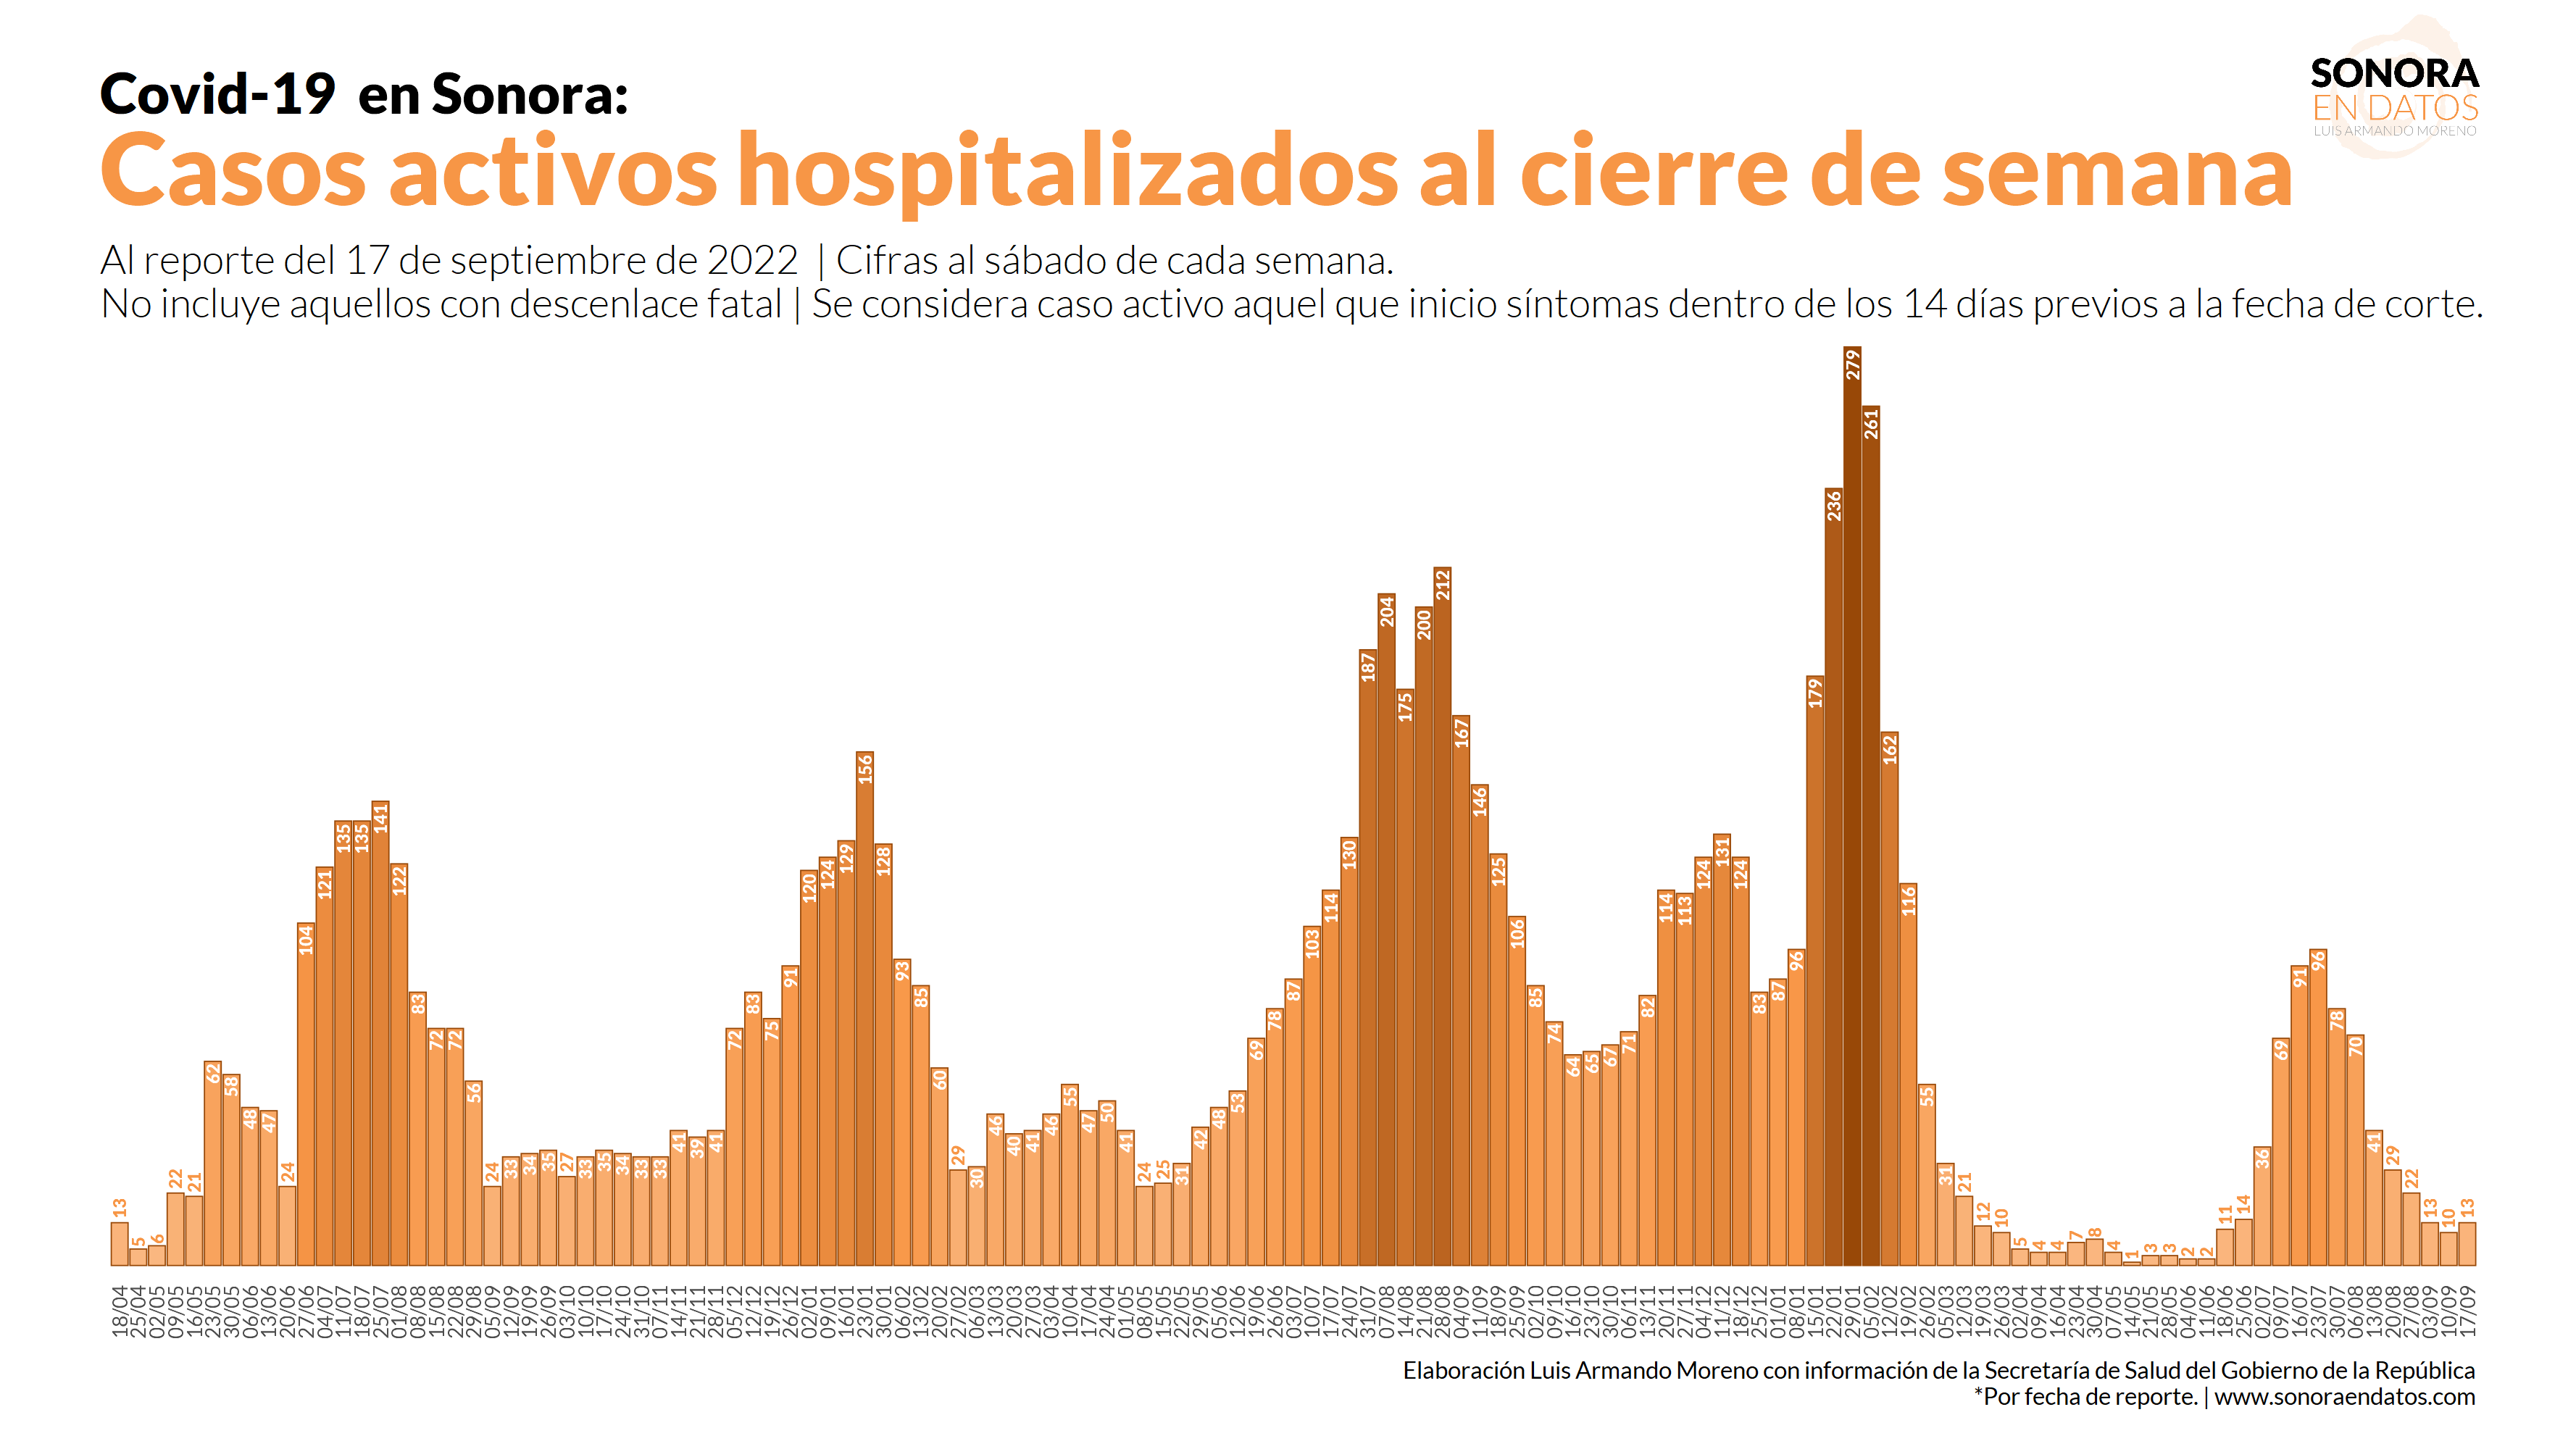 Covid-19 en Sonora:
Casos activos hospitalizados al cierre de semana
SONORA
EN DATOS
LUIS ARMANDO MORENO
Al reporte del 17 de septiembre de 2022 | Cifras al sábado de cada semana.
No incluye aquellos con descenlace fatal | Se considera caso activo aquel que inicio síntomas dentro de los 14 días previos a la fecha de corte.
13 5 6 22 21 62 58 48 47 24 104 121 135 135 141 122 83 72 72 56 24 33 34 35 27 33 35 34 33 33 41 39 41 72 83 75 91 120 124 129 156 128 93 85 60 29 30 46 40 41 46 55 47 50 41 24 25 31 42 48 53 69 78 87 103 114 130 187 204 175 200 212 167 146 125 106 85 74 64 65 67 71 82 114 113 124 131 124 83 87 96 179 236 279 261 162 116 55 31 21 12 10 5 4 4 7 8 4 1 3 3 2 2 11 14 36 69 91 96 78 70 41 29 22 13 10 13
18/04 25/04 02/05 09/05 16/05 23/05 30/05 06/06 13/06 20/06 27/06 04/07 11/07 18/07 25/07 01/08 08/08 15/08 22/08 29/08 05/09 12/09 19/09 26/09 03/10 10/10 17/10 24/10 31/10 07/11 14/11 21/11 28/11 05/12 12/12 19/12 26/12 02/01 09/01 16/01 23/01 30/01 06/02 13/02 20/02 27/02 06/03 13/03 20/03 27/03 03/04 10/04 17/04 24/04 01/05 08/05 15/05 22/05 29/05 05/06 12/06 19/06 26/06 03/07 10/07 17/07 24/07 31/07 07/08 14/08 21/08 28/08 04/09 11/09 18/09 25/09 02/10 09/10 16/10 23/10 30/10 06/11 13/11 20/11 27/11 04/12 11/12 18/12 25/12 01/01 08/01 15/01 22/01 29/01 05/02 12/02 19/02 26/02 05/03 12/03 19/03 26/03 02/04 09/04 16/04 23/04 30/04 07/05 14/05 21/05 28/05 04/06 11/06 18/06 25/06 02/07 09/07 16/07 23/07 30/07 06/08 13/08 20/08 27/08 03/09 10/09 17/09
Elaboración Luis Armando Moreno con información de la Secretaría de Salud del Gobierno de la República
*Por fecha de reporte. | www.sonoraendatos.com